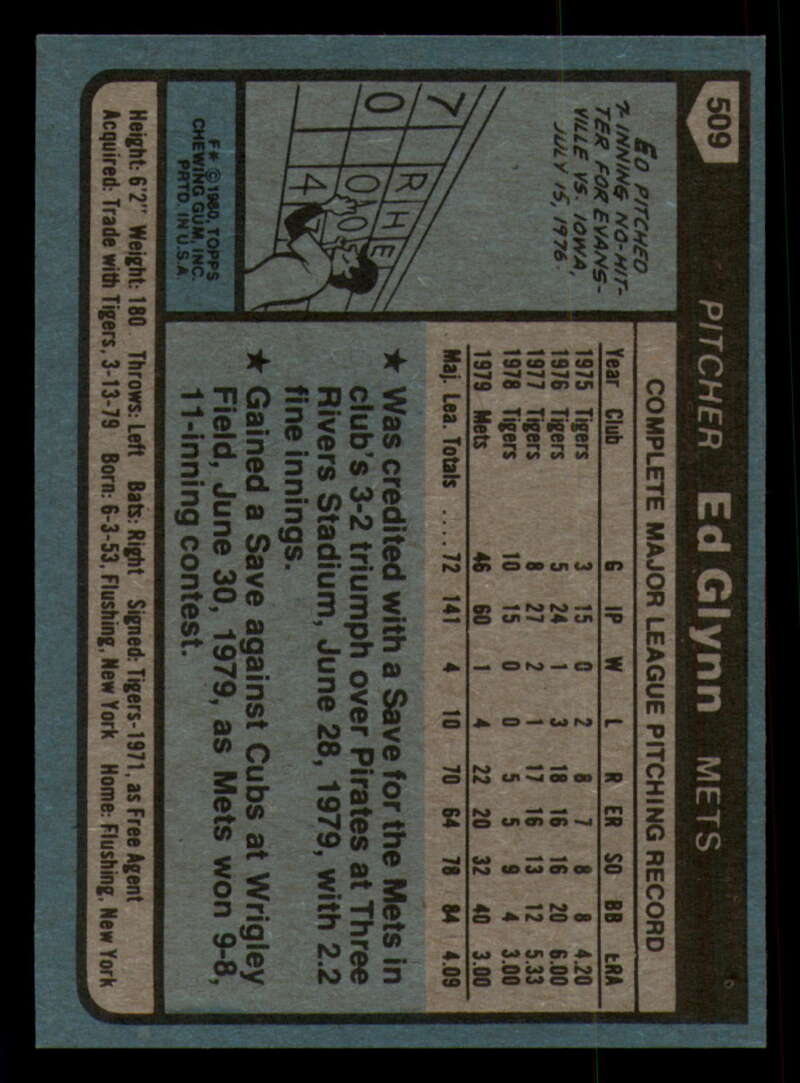 509
PITCHER Ed Glynn METS
ED PITCHED
7-INNING NO-HIT-
TER FOR EVANS-
VILLE VS. IOWA,
JULY 15, 1976.
7 R H E
0 0 0
4 7
F* © 1980, TOPPS
CHEWING GUM, INC.
PRTD. IN U.S.A.
COMPLETE MAJOR LEAGUE PITCHING RECORD
Year Club G IP W L R ER SO BB ERA
1975 Tigers 3 15 0 2 8 7 8 8 4.20
1976 Tigers 5 24 1 3 18 16 16 20 6.00
1977 Tigers 8 27 2 1 17 16 13 12 5.33
1978 Tigers 10 15 0 0 5 5 9 4 3.00
1979 Mets 46 60 1 4 22 20 32 40 3.00
Maj. Lea. Totals .... 72 141 4 10 70 64 78 84 4.09
★ Was credited with a Save for the Mets in
club's 3-2 triumph over Pirates at Three
Rivers Stadium, June 28, 1979, with 2.2
fine innings.
★ Gained a Save against Cubs at Wrigley
Field, June 30, 1979, as Mets won 9-8,
11-inning contest.
Height: 6'2" Weight: 180 Throws: Left Bats: Right Signed: Tigers-1971, as Free Agent
Acquired: Trade with Tigers, 3-13-79 Born: 6-3-53, Flushing, New York Home: Flushing, New York